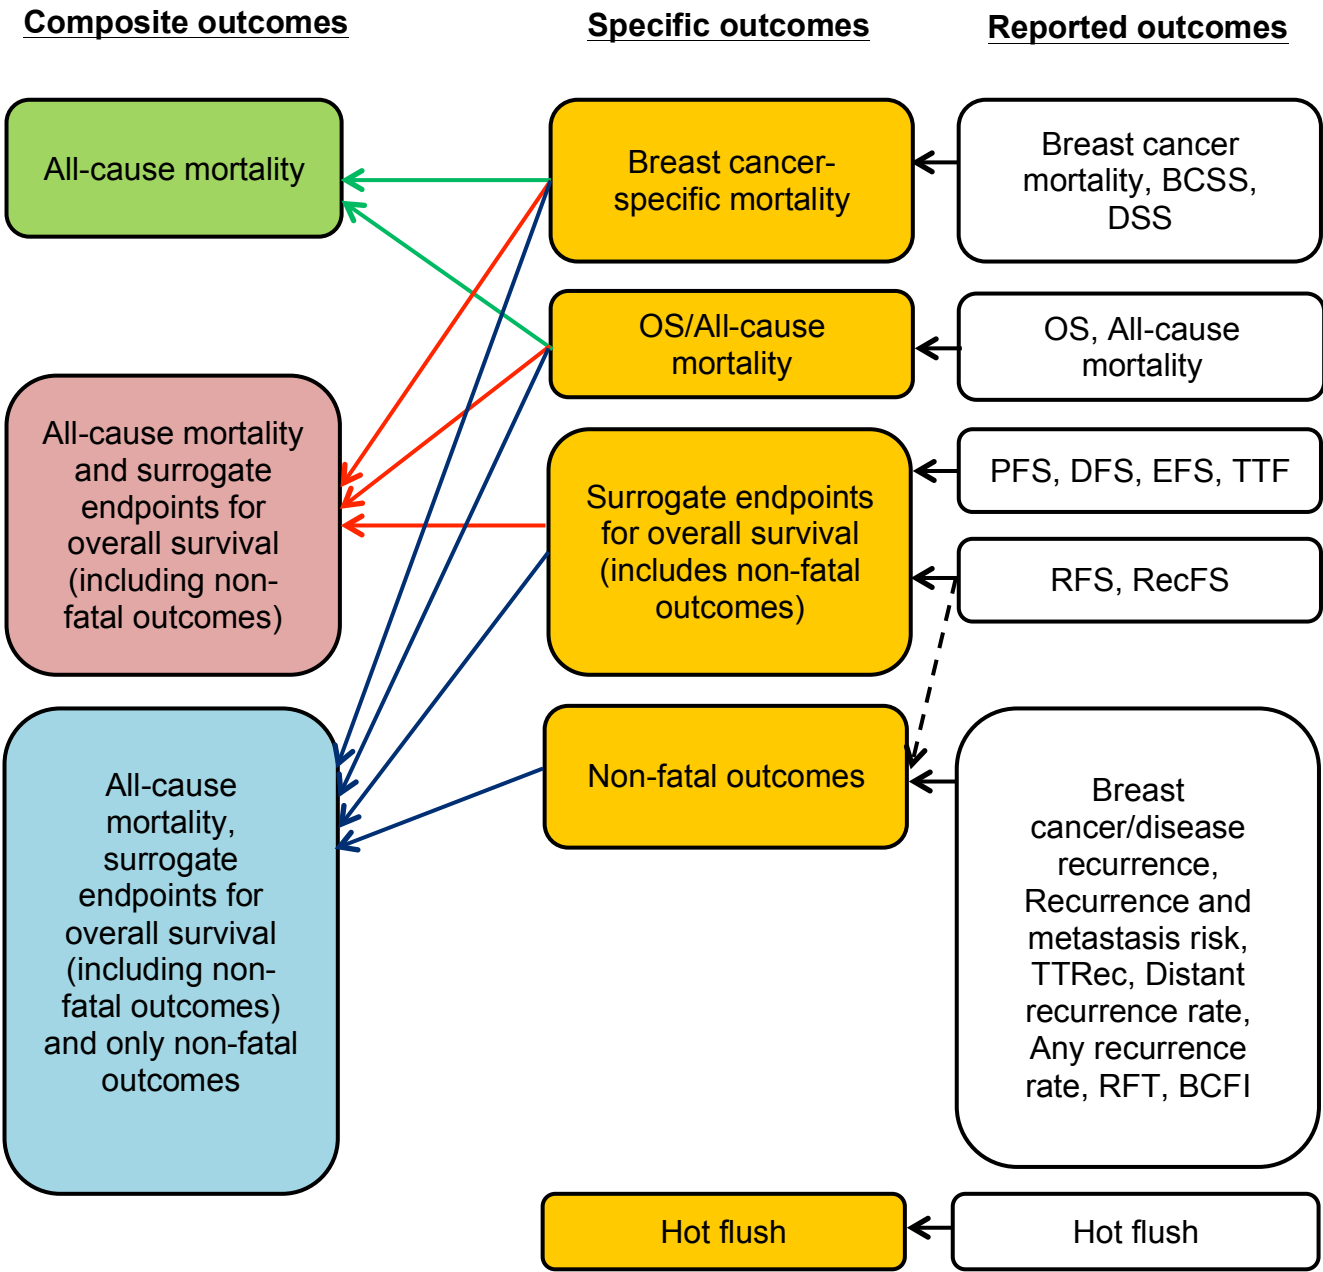 Composite outcomes
Specific outcomes
Reported outcomes
All-cause mortality
Breast cancer-
specific mortality
Breast cancer
mortality, BCSS,
DSS
OS/All-cause
mortality
OS, All-cause
mortality
All-cause mortality
and surrogate
endpoints for
overall survival
(including non-
fatal outcomes)
Surrogate endpoints
for overall survival
(includes non-fatal
outcomes)
PFS, DFS, EFS, TTF
RFS, RecFS
All-cause
mortality,
surrogate
endpoints for
overall survival
(including non-
fatal outcomes)
and only non-fatal
outcomes
Non-fatal outcomes
Breast
cancer/disease
recurrence,
Recurrence and
metastasis risk,
TTRec, Distant
recurrence rate,
Any recurrence
rate, RFT, BCFI
Hot flush
Hot flush